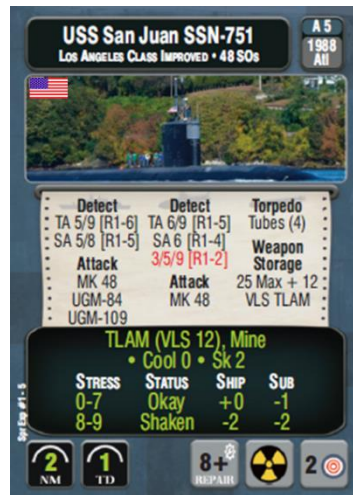 USS San Juan SSN-751
Los Angeles Class Improved • 48 SOs
A 5
1988
Atl
Detect Detect Torpedo
TA 5/9 [R1-6] TA 6/9 [R1-5] Tubes (4)
SA 5/8 [R1-5] SA 6 [R1-4] Weapon
3/5/9 [R1-2] Storage
Attack Attack 25 Max + 12
MK 48 MK 48 VLS TLAM
UGM-84
UGM-109
TLAM (VLS 12), Mine
• Cool 0 • Sk 2
Stress Status Ship Sub
0-7 Okay +0 -1
8-9 Shaken -2 -2
Spr Exp #1 - 5
2 NM
1 TD
8+ REPAIR
2